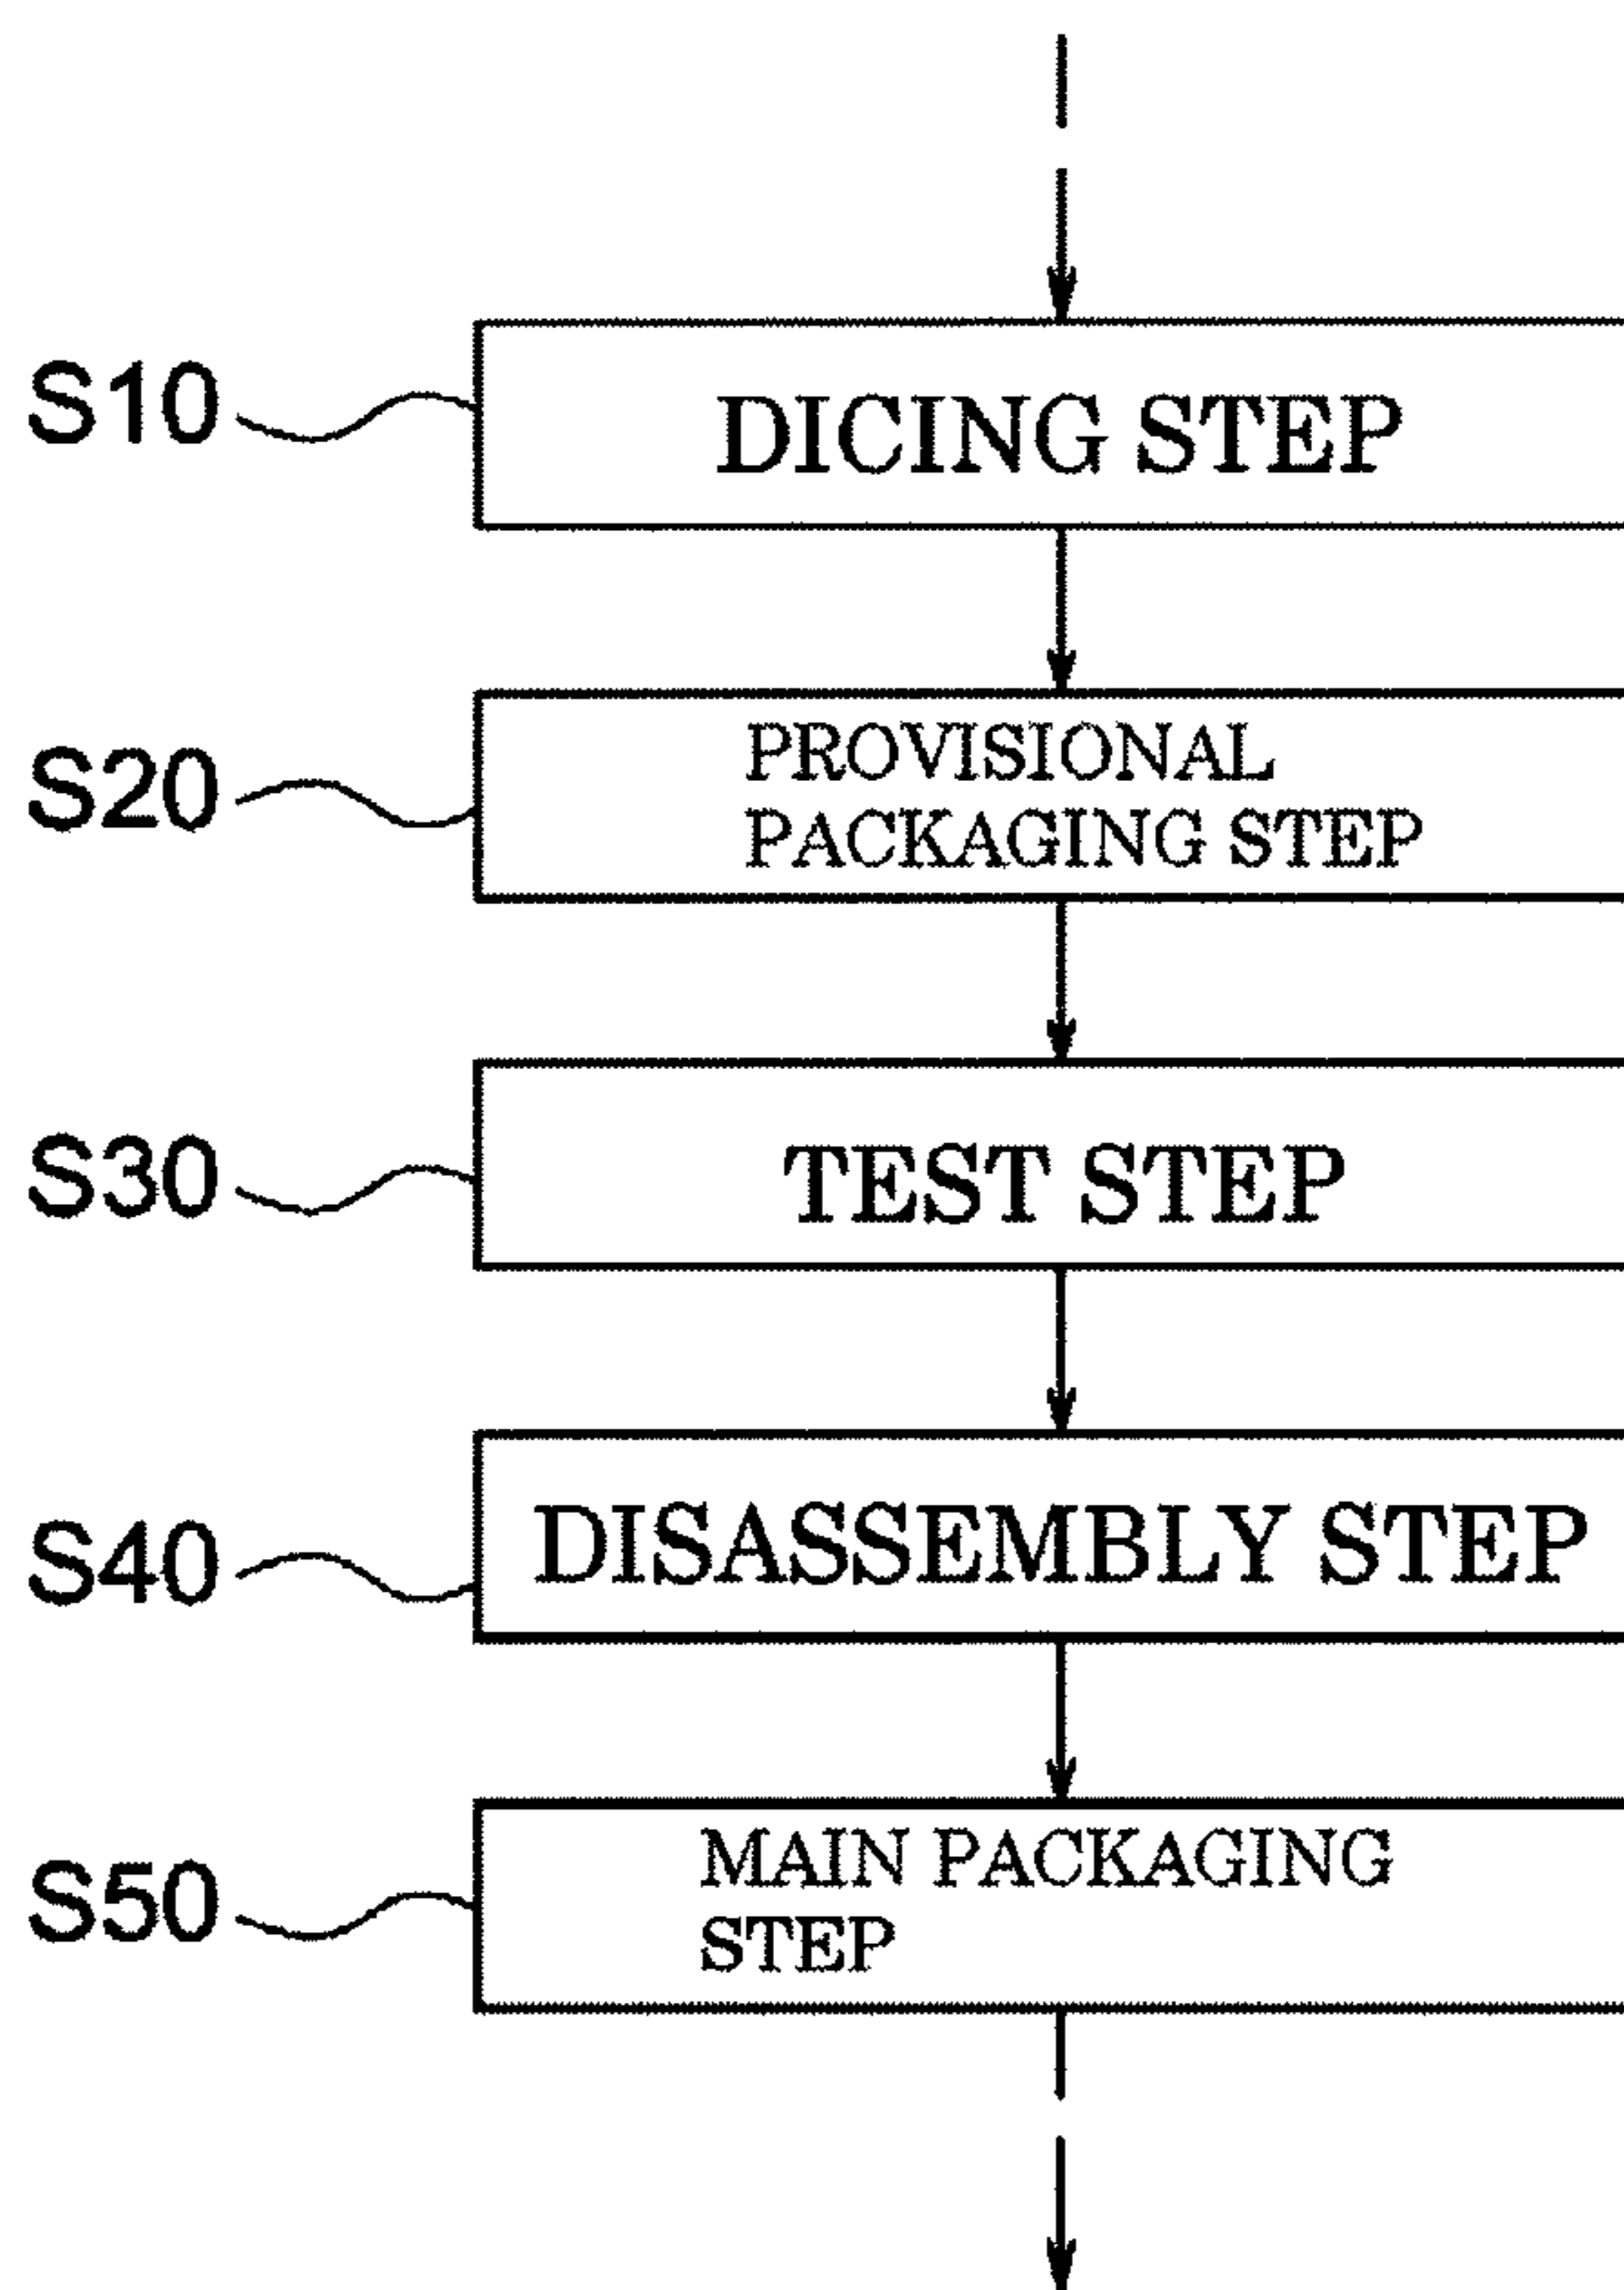 S10
DICING STEP
S20
PROVISIONAL
PACKAGING STEP
S30
TEST STEP
S40
DISASSEMBLY STEP
S50
MAIN PACKAGING
STEP